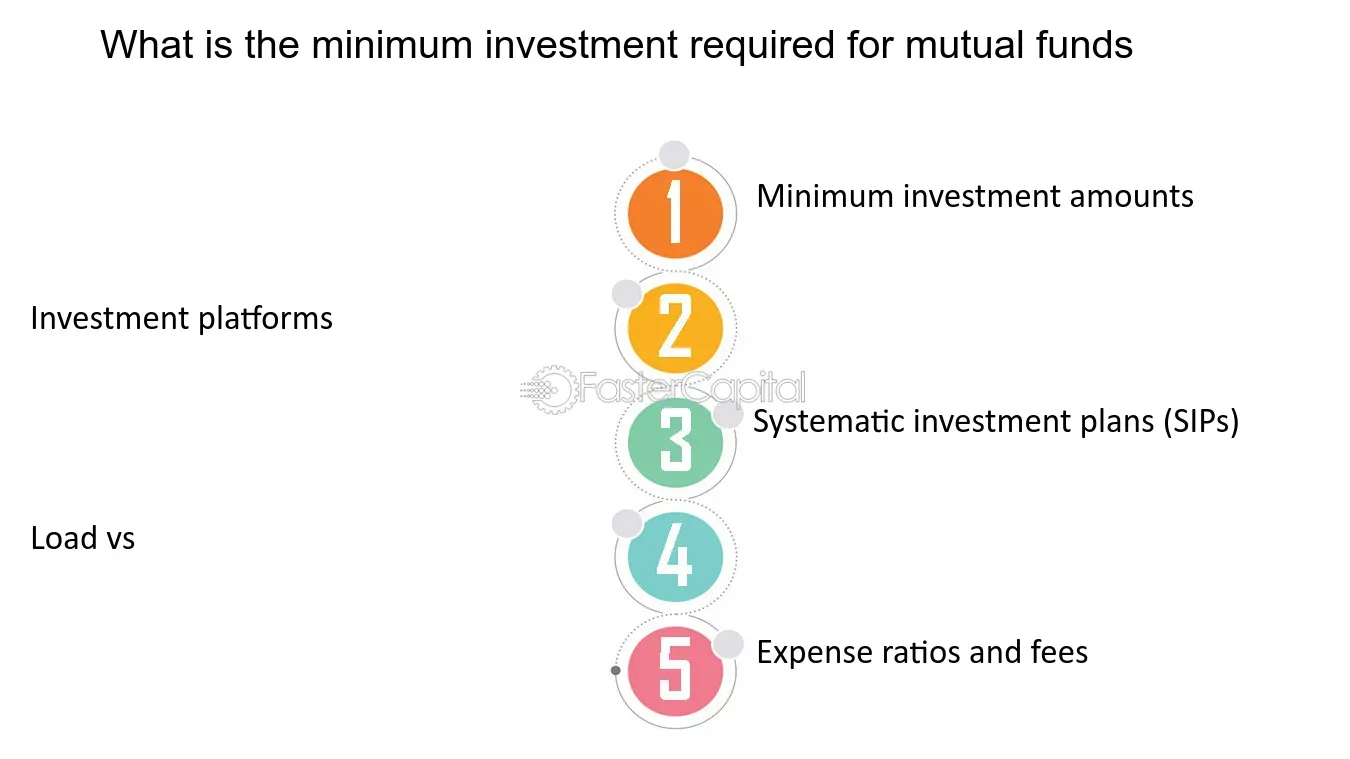 What is the minimum investment required for mutual funds
1
Minimum investment amounts
2
Investment platforms
FasterCapital
3
Systematic investment plans (SIPs)
4
Load vs
5
Expense ratios and fees